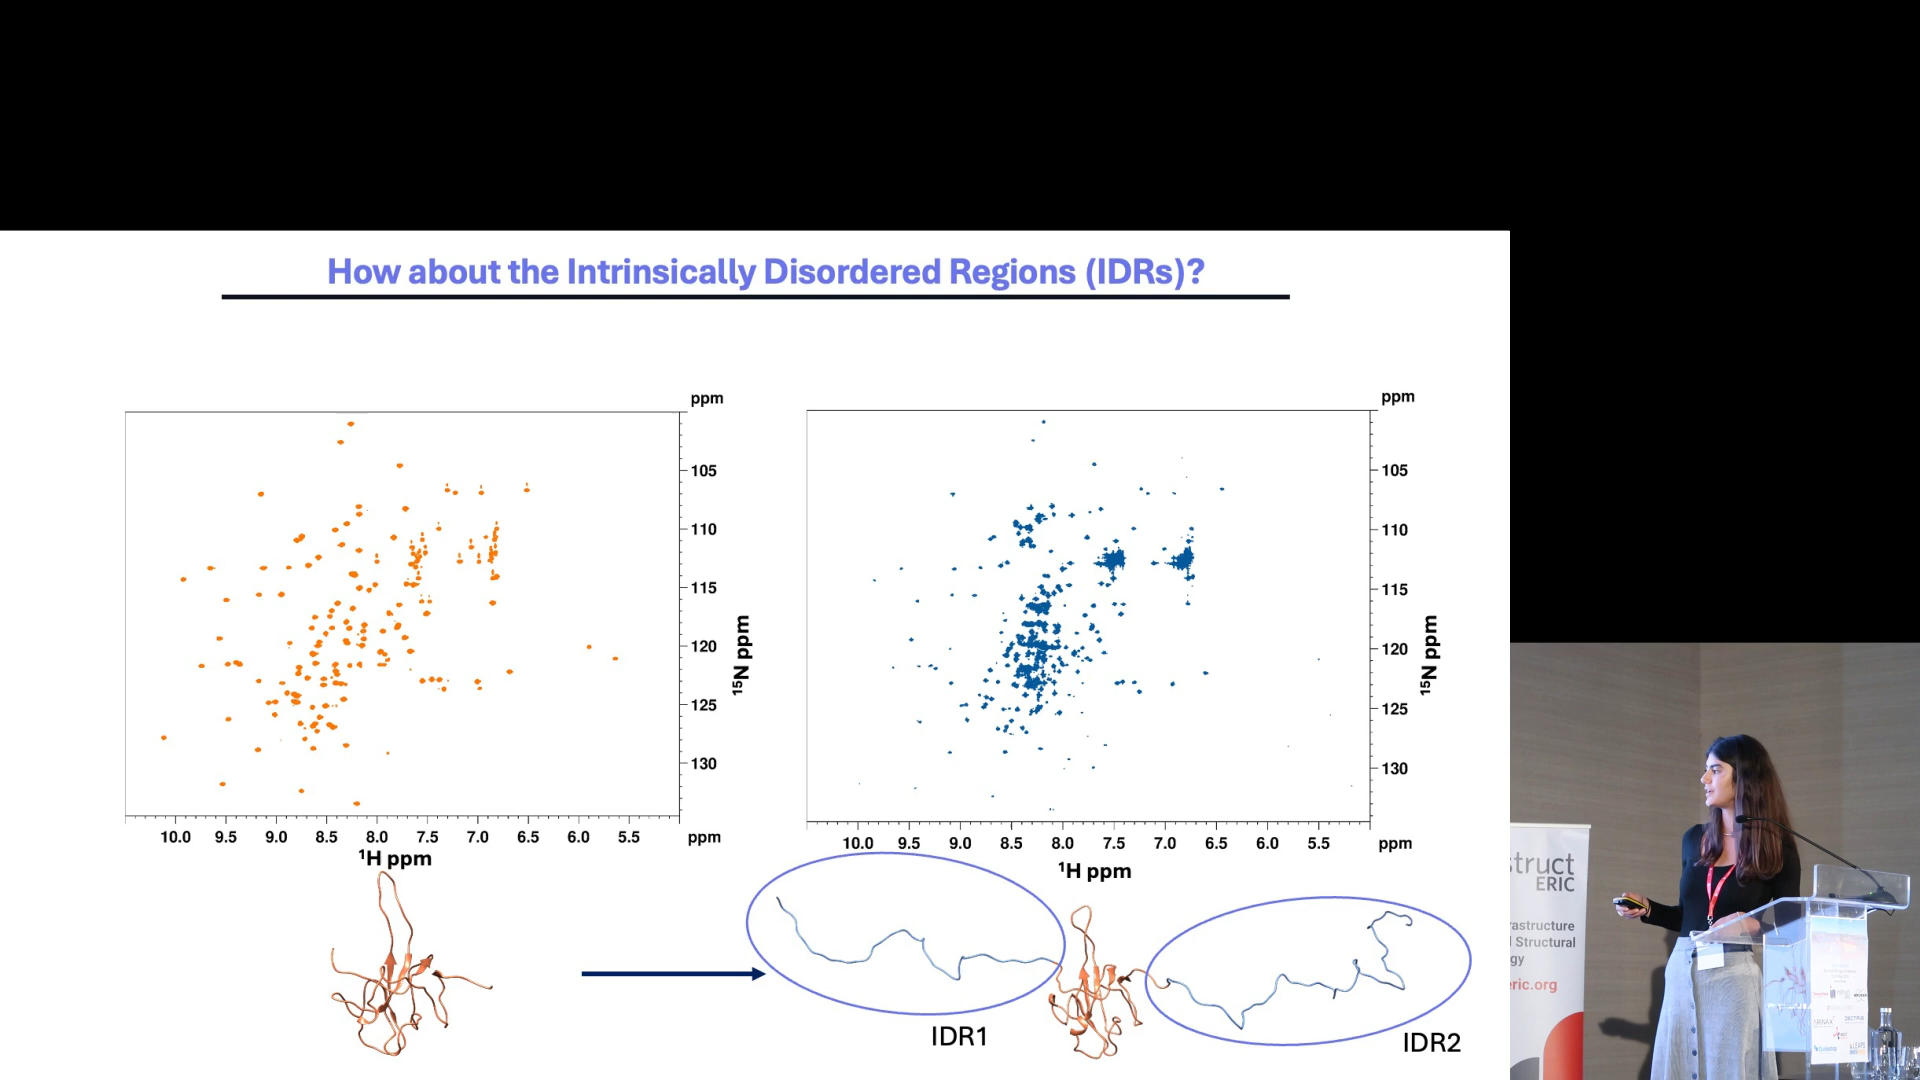 How about the Intrinsically Disordered Regions (IDRs)?
ppm
105
110
115
120
125
130
¹⁵N ppm
10.0 9.5 9.0 8.5 8.0 7.5 7.0 6.5 6.0 5.5 ppm
¹H ppm
ppm
105
110
115
120
125
130
¹⁵N ppm
10.0 9.5 9.0 8.5 8.0 7.5 7.0 6.5 6.0 5.5 ppm
¹H ppm
IDR1
IDR2
struct
ERIC
rastructure
Structural
gy
eric.org